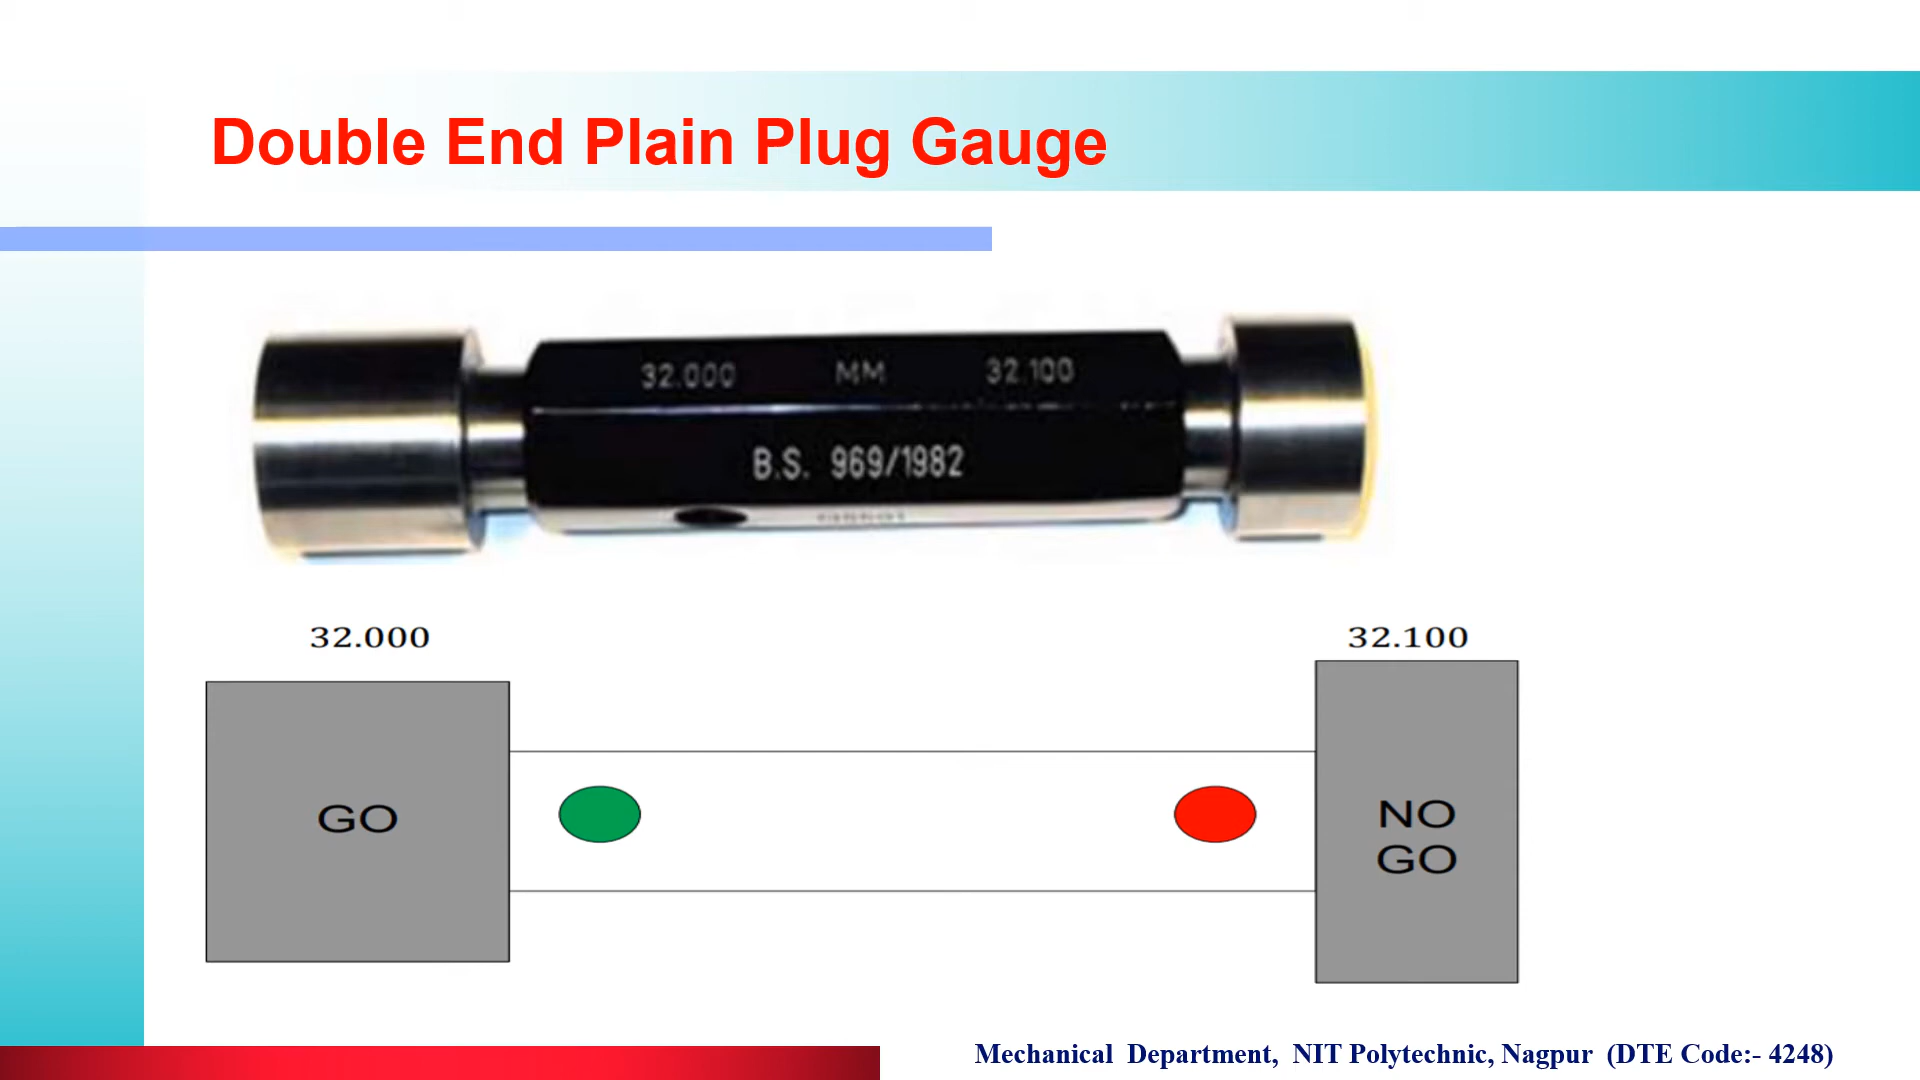 Double End Plain Plug Gauge
32.000 MM 32.100
B.S. 969/1982
32.000 32.100
GO
NO
GO
Mechanical Department, NIT Polytechnic, Nagpur (DTE Code:- 4248)